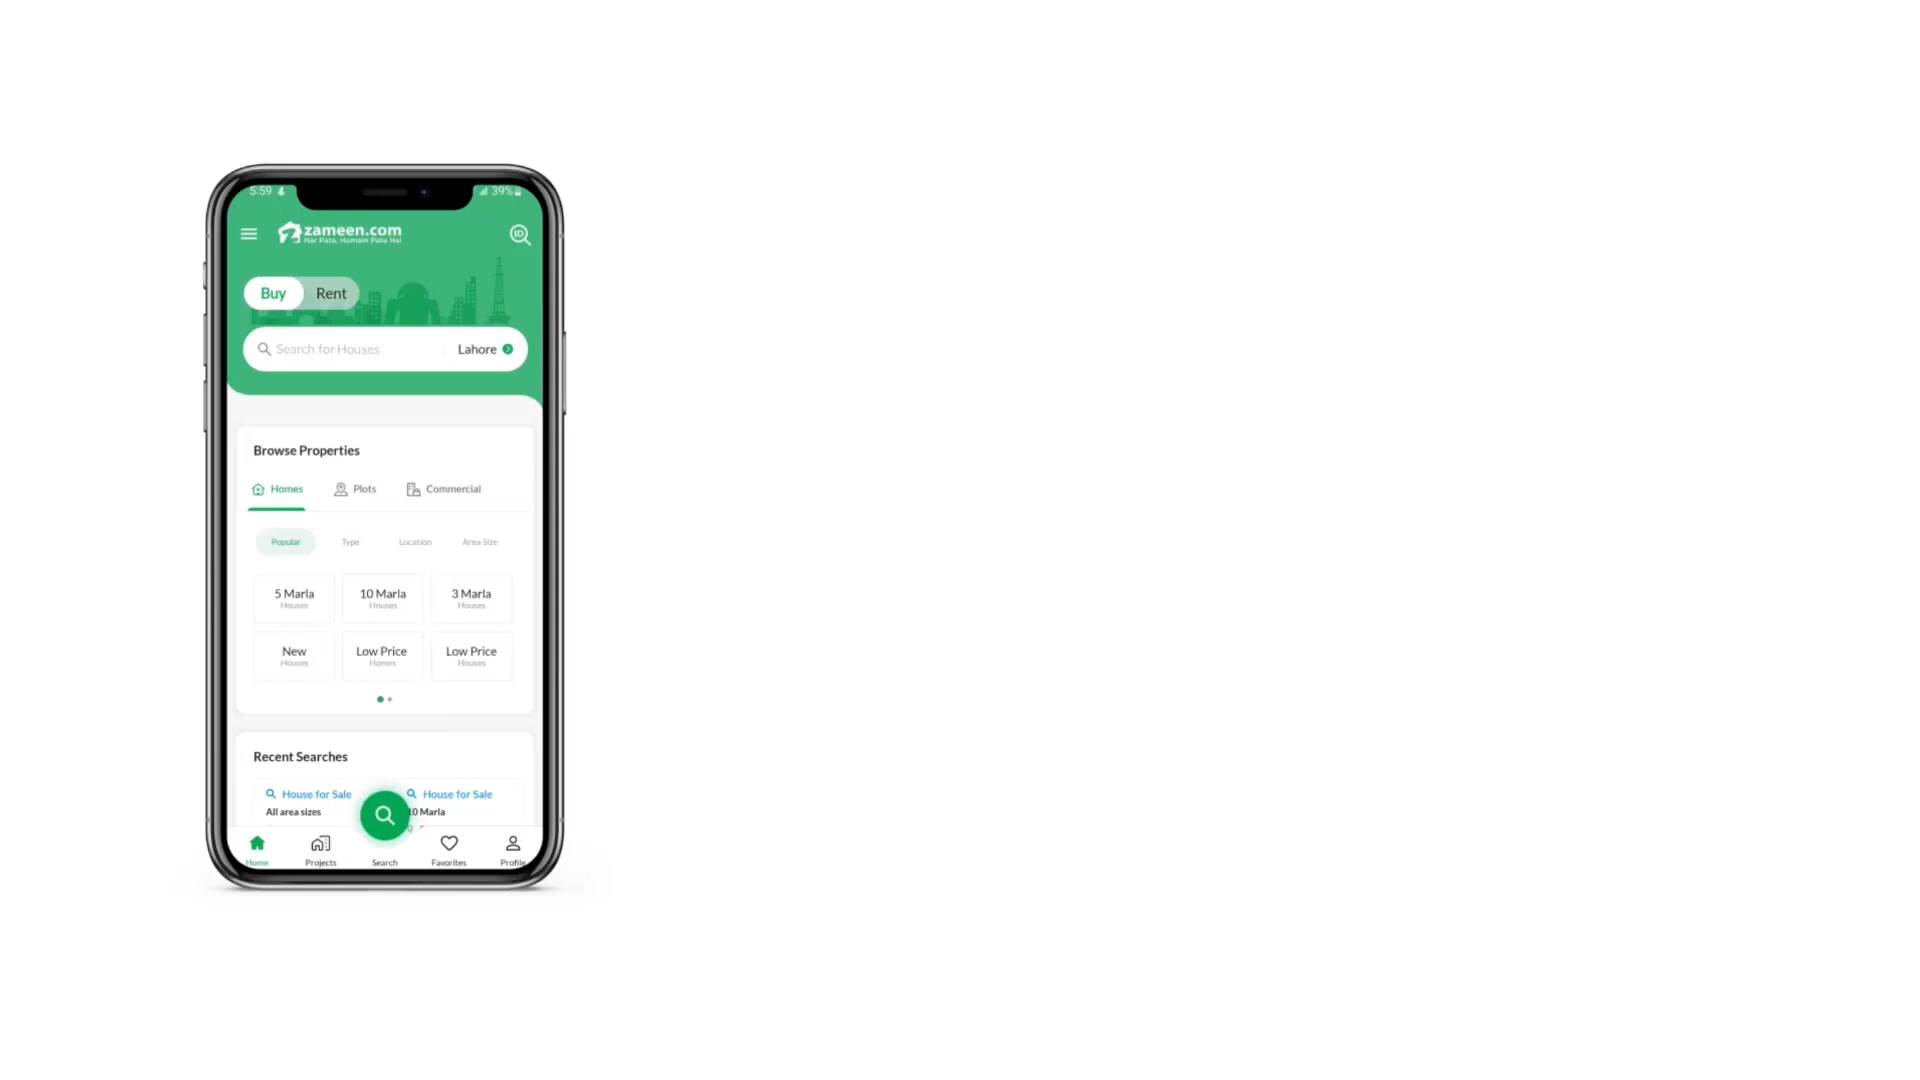 5:59 39%
zameen.com
Har Pata, Humain Pata Hai
ID
Buy Rent
Search for Houses Lahore
Browse Properties
Homes Plots Commercial
Popular Type Location Area Size
5 Marla 10 Marla 3 Marla
Houses Houses Houses
New Low Price Low Price
Houses Homes Houses
Recent Searches
House for Sale House for Sale
All area sizes 10 Marla
Home Projects Search Favorites Profile